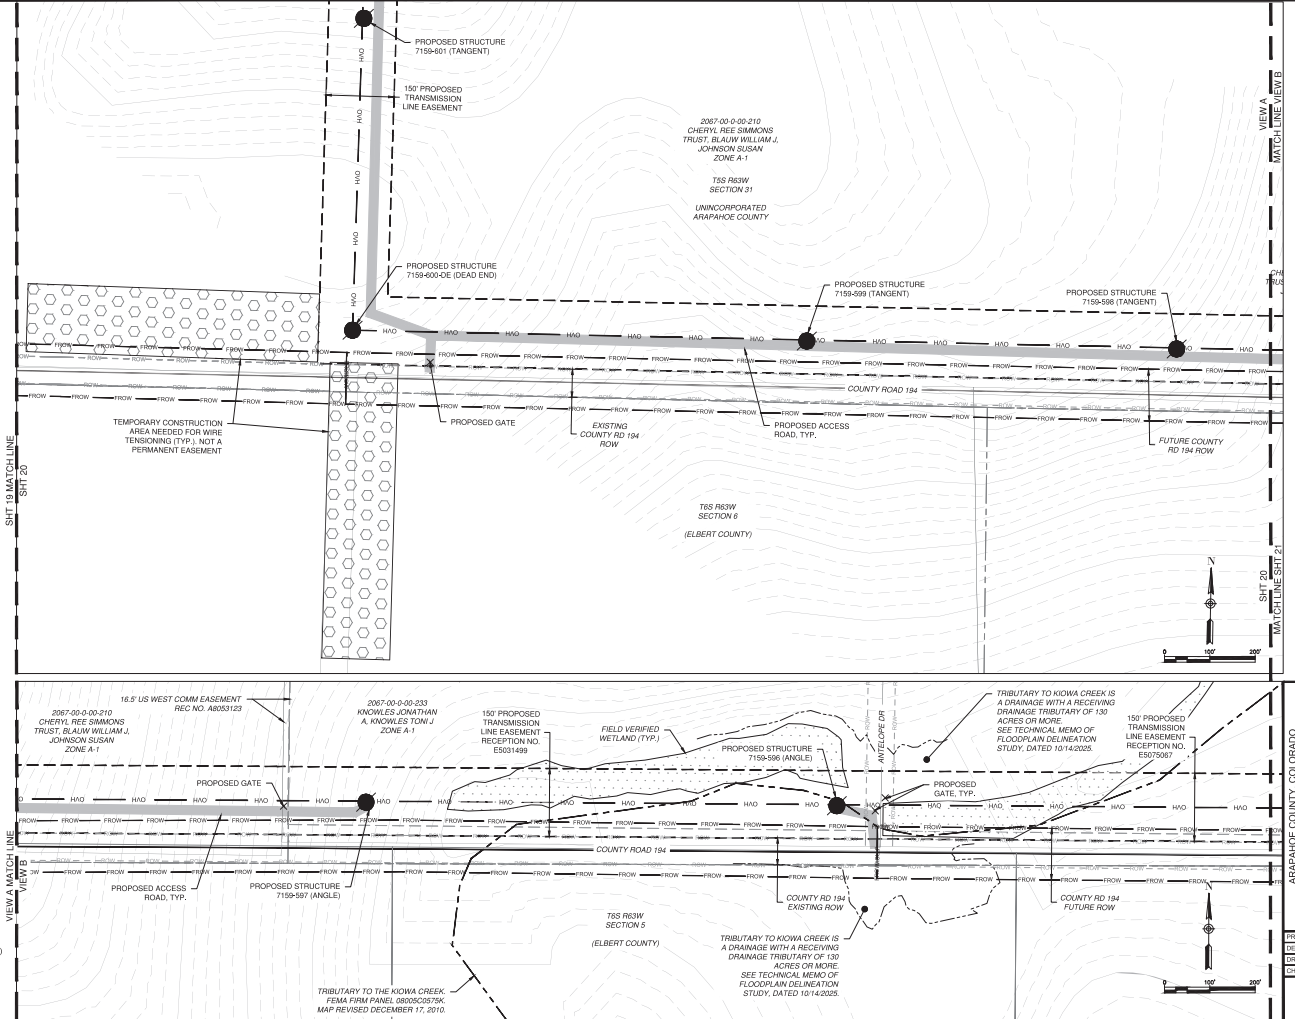 PROPOSED STRUCTURE
7159-601 (TANGENT)
150' PROPOSED
TRANSMISSION
LINE EASEMENT
2067-00-0-00-210
CHERYL REE SIMMONS
TRUST, BLAUW WILLIAM J,
JOHNSON SUSAN
ZONE A-1
T5S R63W
SECTION 31
UNINCORPORATED
ARAPAHOE COUNTY
VIEW A
MATCH LINE VIEW B
PROPOSED STRUCTURE
7159-600-DE (DEAD END)
PROPOSED STRUCTURE
7159-599 (TANGENT)
PROPOSED STRUCTURE
7159-598 (TANGENT)
COUNTY ROAD 194
TEMPORARY CONSTRUCTION
AREA NEEDED FOR WIRE
TENSIONING (TYP.). NOT A
PERMANENT EASEMENT
PROPOSED GATE
EXISTING
COUNTY RD 194
ROW
PROPOSED ACCESS
ROAD, TYP.
FUTURE COUNTY
RD 194 ROW
SHT 19 MATCH LINE
SHT 20
T6S R63W
SECTION 6
(ELBERT COUNTY)
SHT 20
MATCH LINE SHT 21
N
0 100' 200'
16.5' US WEST COMM EASEMENT
REC NO. A8053123
2067-00-0-00-210
CHERYL REE SIMMONS
TRUST, BLAUW WILLIAM J,
JOHNSON SUSAN
ZONE A-1
2067-00-0-00-233
KNOWLES JONATHAN
A, KNOWLES TONI J
ZONE A-1
150' PROPOSED
TRANSMISSION
LINE EASEMENT
RECEPTION NO.
E5031499
FIELD VERIFIED
WETLAND (TYP.)
PROPOSED STRUCTURE
7159-596 (ANGLE)
ANTELOPE DR
TRIBUTARY TO KIOWA CREEK IS
A DRAINAGE WITH A RECEIVING
DRAINAGE TRIBUTARY OF 130
ACRES OR MORE.
SEE TECHNICAL MEMO OF
FLOODPLAIN DELINEATION
STUDY, DATED 10/14/2025.
150' PROPOSED
TRANSMISSION
LINE EASEMENT
RECEPTION NO.
E5075067
PROPOSED GATE
PROPOSED
GATE, TYP.
COUNTY ROAD 194
VIEW A MATCH LINE
VIEW B
PROPOSED ACCESS
ROAD, TYP.
PROPOSED STRUCTURE
7159-597 (ANGLE)
COUNTY RD 194
EXISTING ROW
COUNTY RD 194
FUTURE ROW
T6S R63W
SECTION 5
(ELBERT COUNTY)
TRIBUTARY TO KIOWA CREEK IS
A DRAINAGE WITH A RECEIVING
DRAINAGE TRIBUTARY OF 130
ACRES OR MORE.
SEE TECHNICAL MEMO OF
FLOODPLAIN DELINEATION
STUDY, DATED 10/14/2025.
TRIBUTARY TO THE KIOWA CREEK.
FEMA FIRM PANEL 08005C0575K.
MAP REVISED DECEMBER 17, 2010.
N
0 100' 200'
ARAPAHOE COUNTY, COLORADO